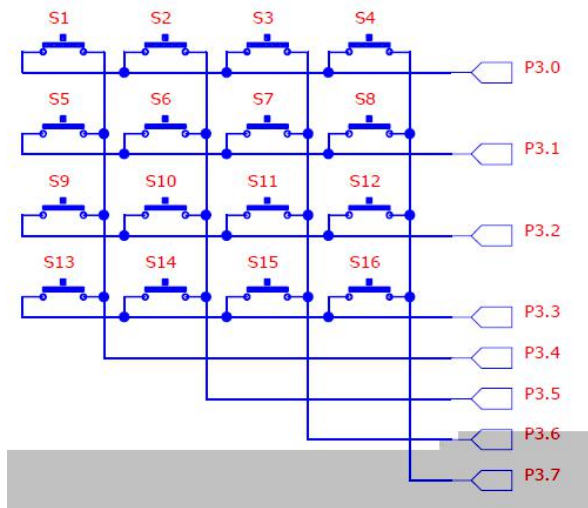 S1 S2 S3 S4
P3.0
S5 S6 S7 S8
P3.1
S9 S10 S11 S12
P3.2
S13 S14 S15 S16
P3.3
P3.4
P3.5
P3.6
P3.7